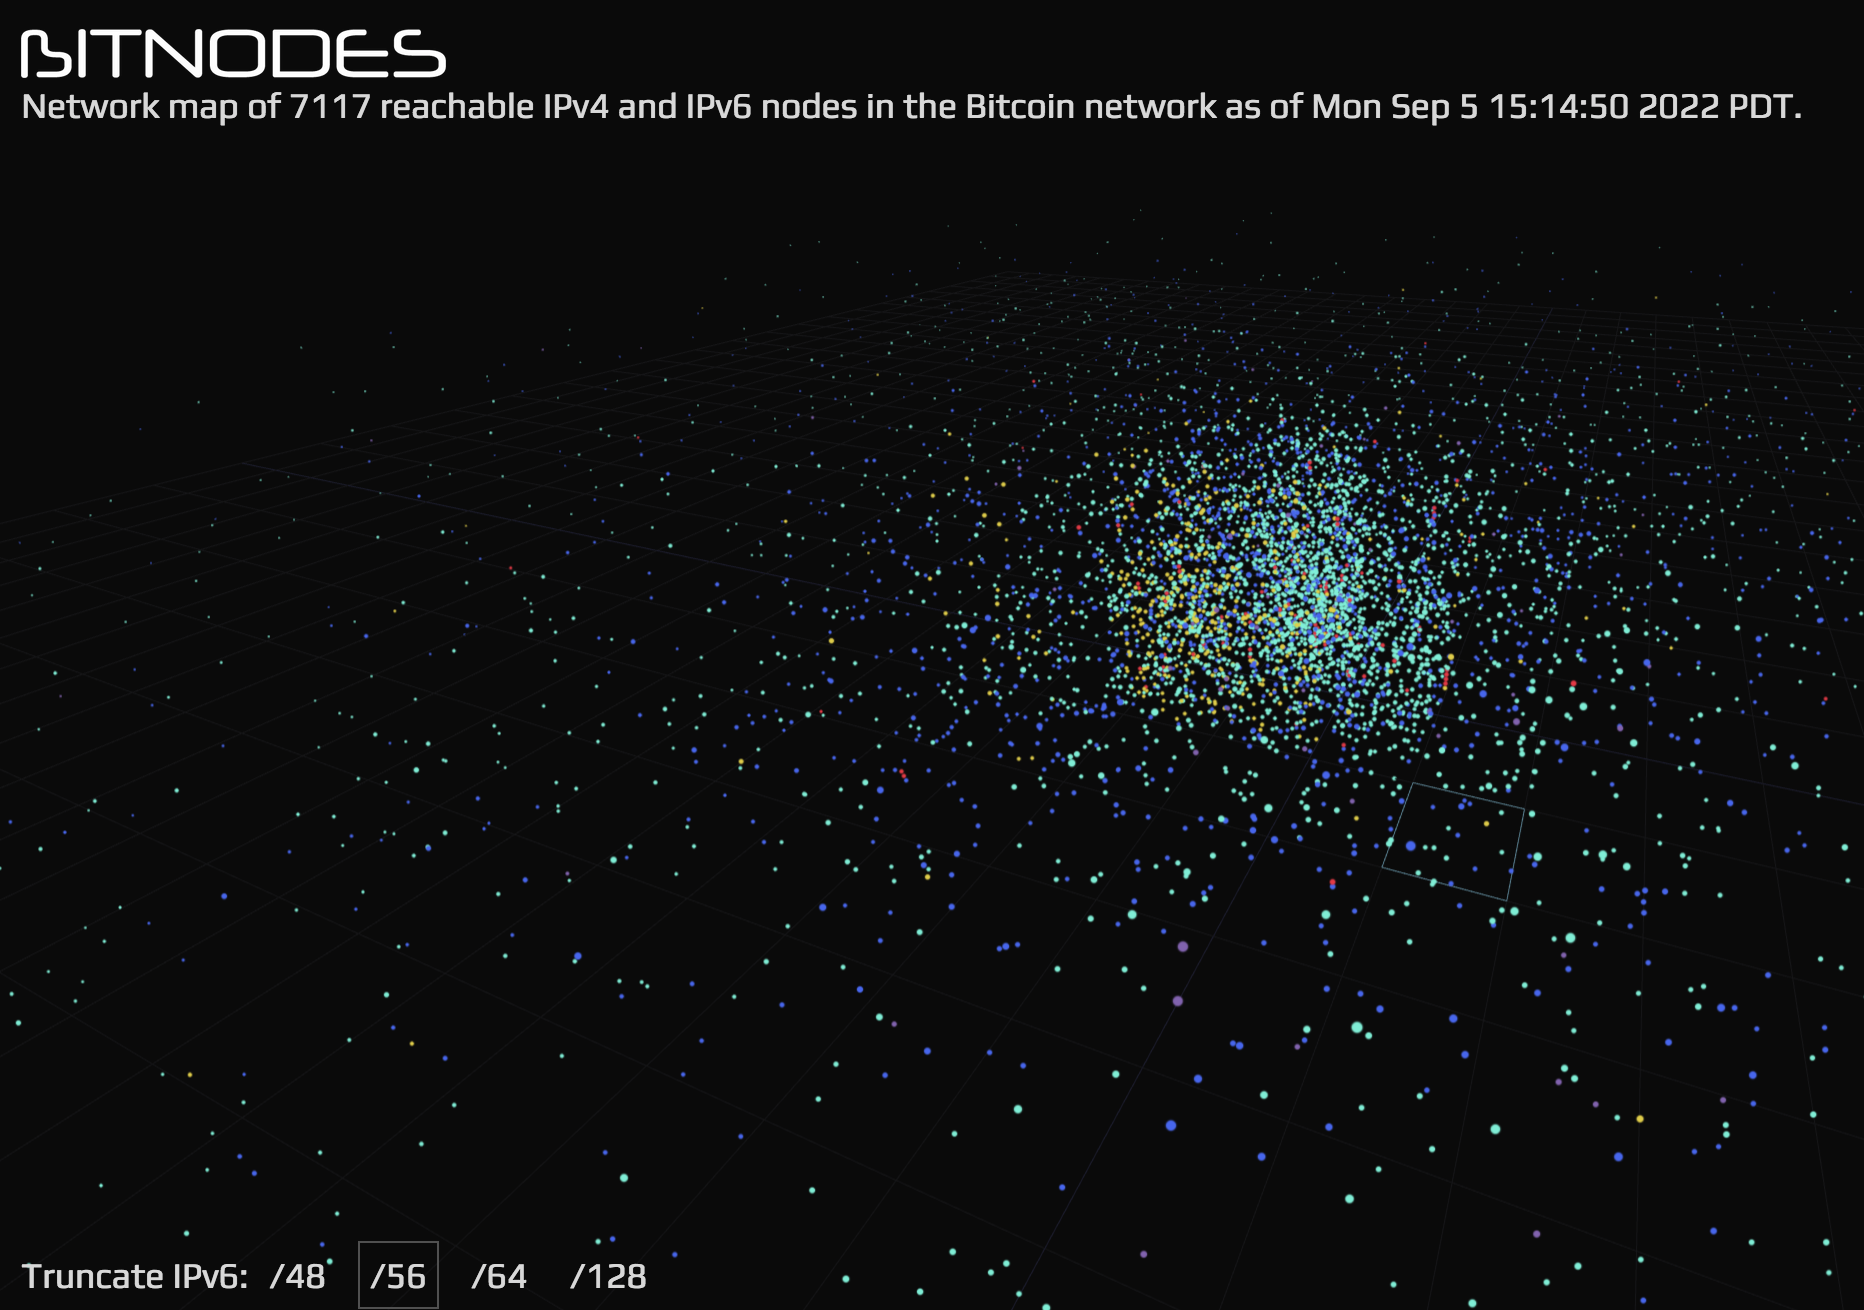 BITNODES
Network map of 7117 reachable IPv4 and IPv6 nodes in the Bitcoin network as of Mon Sep 5 15:14:50 2022 PDT.
Truncate IPv6: /48 /56 /64 /128